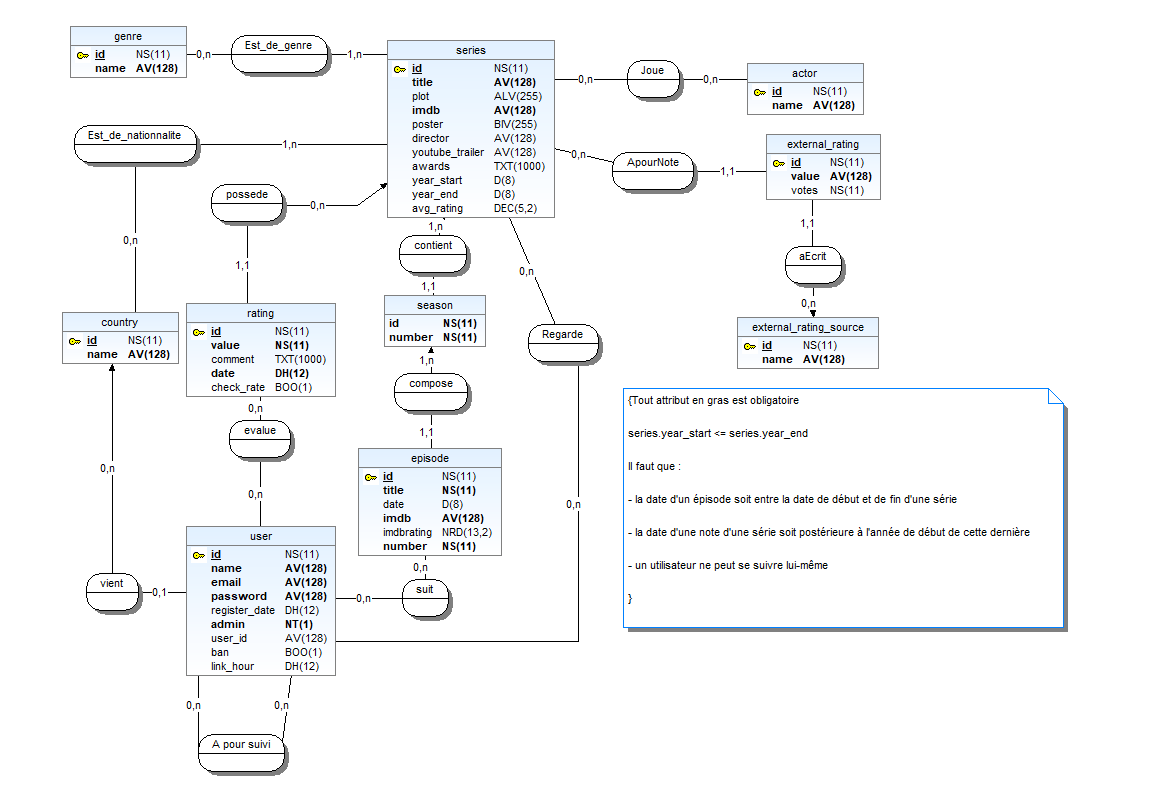 genre
id NS(11)
name AV(128)
0,n
Est_de_genre
1,n
series
id NS(11)
title AV(128)
plot ALV(255)
imdb AV(128)
poster BIV(255)
director AV(128)
youtube_trailer AV(128)
awards TXT(1000)
year_start D(8)
year_end D(8)
avg_rating DEC(5,2)
0,n
Joue
0,n
actor
id NS(11)
name AV(128)
Est_de_nationnalite
1,n
0,n
0,n
ApourNote
1,1
external_rating
id NS(11)
value AV(128)
votes NS(11)
possede
0,n
1,1
1,n
contient
1,1
0,n
1,1
aEcrit
0,n
country
id NS(11)
name AV(128)
rating
id NS(11)
value NS(11)
comment TXT(1000)
date DH(12)
check_rate BOO(1)
season
id NS(11)
number NS(11)
Regarde
external_rating_source
id NS(11)
name AV(128)
1,n
compose
1,1
0,n
evalue
0,n
0,n
episode
id NS(11)
title NS(11)
date D(8)
imdb AV(128)
imdbrating NRD(13,2)
number NS(11)
0,n
{Tout attribut en gras est obligatoire
series.year_start <= series.year_end
Il faut que :
- la date d'un épisode soit entre la date de début et de fin d'une série
- la date d'une note d'une série soit postérieure à l'année de début de cette dernière
- un utilisateur ne peut se suivre lui-même
}
user
id NS(11)
name AV(128)
email AV(128)
password AV(128)
register_date DH(12)
admin NT(1)
user_id AV(128)
ban BOO(1)
link_hour DH(12)
vient
0,1
0,n
suit
0,n
0,n
0,n
A pour suivi